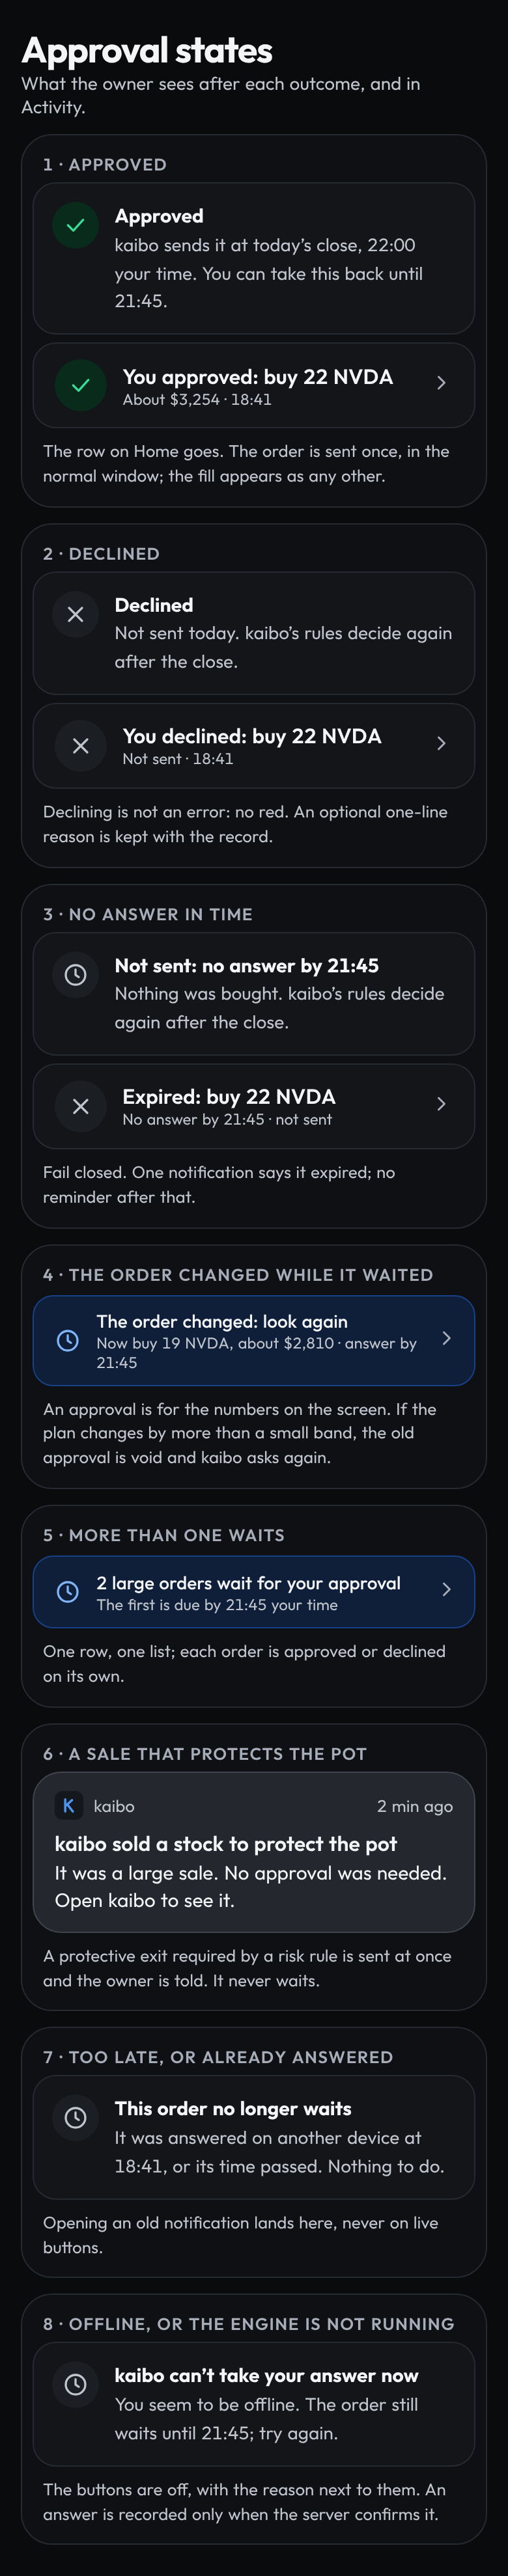 Approval states
What the owner sees after each outcome, and in
Activity.
1 · APPROVED
Approved
kaibo sends it at today’s close, 22:00
your time. You can take this back until
21:45.
You approved: buy 22 NVDA
About $3,254 · 18:41
The row on Home goes. The order is sent once, in the
normal window; the fill appears as any other.
2 · DECLINED
Declined
Not sent today. kaibo’s rules decide again
after the close.
You declined: buy 22 NVDA
Not sent · 18:41
Declining is not an error: no red. An optional one-line
reason is kept with the record.
3 · NO ANSWER IN TIME
Not sent: no answer by 21:45
Nothing was bought. kaibo’s rules decide
again after the close.
Expired: buy 22 NVDA
No answer by 21:45 · not sent
Fail closed. One notification says it expired; no
reminder after that.
4 · THE ORDER CHANGED WHILE IT WAITED
The order changed: look again
Now buy 19 NVDA, about $2,810 · answer by
21:45
An approval is for the numbers on the screen. If the
plan changes by more than a small band, the old
approval is void and kaibo asks again.
5 · MORE THAN ONE WAITS
2 large orders wait for your approval
The first is due by 21:45 your time
One row, one list; each order is approved or declined
on its own.
6 · A SALE THAT PROTECTS THE POT
K kaibo 2 min ago
kaibo sold a stock to protect the pot
It was a large sale. No approval was needed.
Open kaibo to see it.
A protective exit required by a risk rule is sent at once
and the owner is told. It never waits.
7 · TOO LATE, OR ALREADY ANSWERED
This order no longer waits
It was answered on another device at
18:41, or its time passed. Nothing to do.
Opening an old notification lands here, never on live
buttons.
8 · OFFLINE, OR THE ENGINE IS NOT RUNNING
kaibo can’t take your answer now
You seem to be offline. The order still
waits until 21:45; try again.
The buttons are off, with the reason next to them. An
answer is recorded only when the server confirms it.